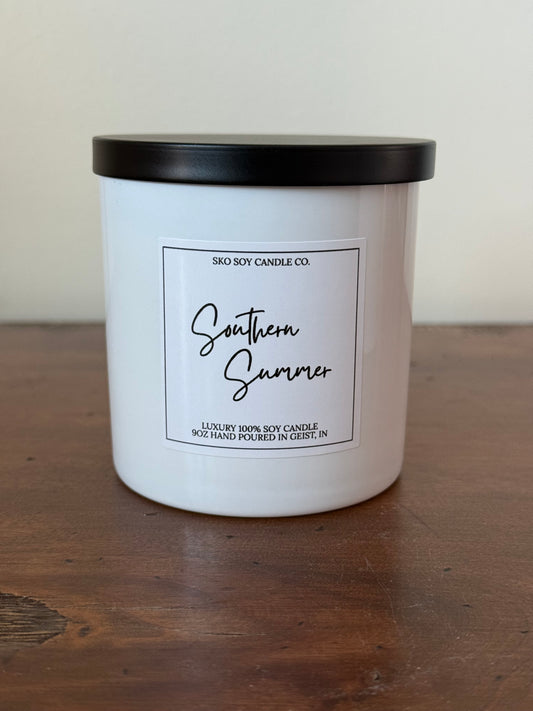 SKO SOY CANDLE CO.
Southern
Summer
LUXURY 100% SOY CANDLE
9OZ HAND POURED IN GEIST, IN